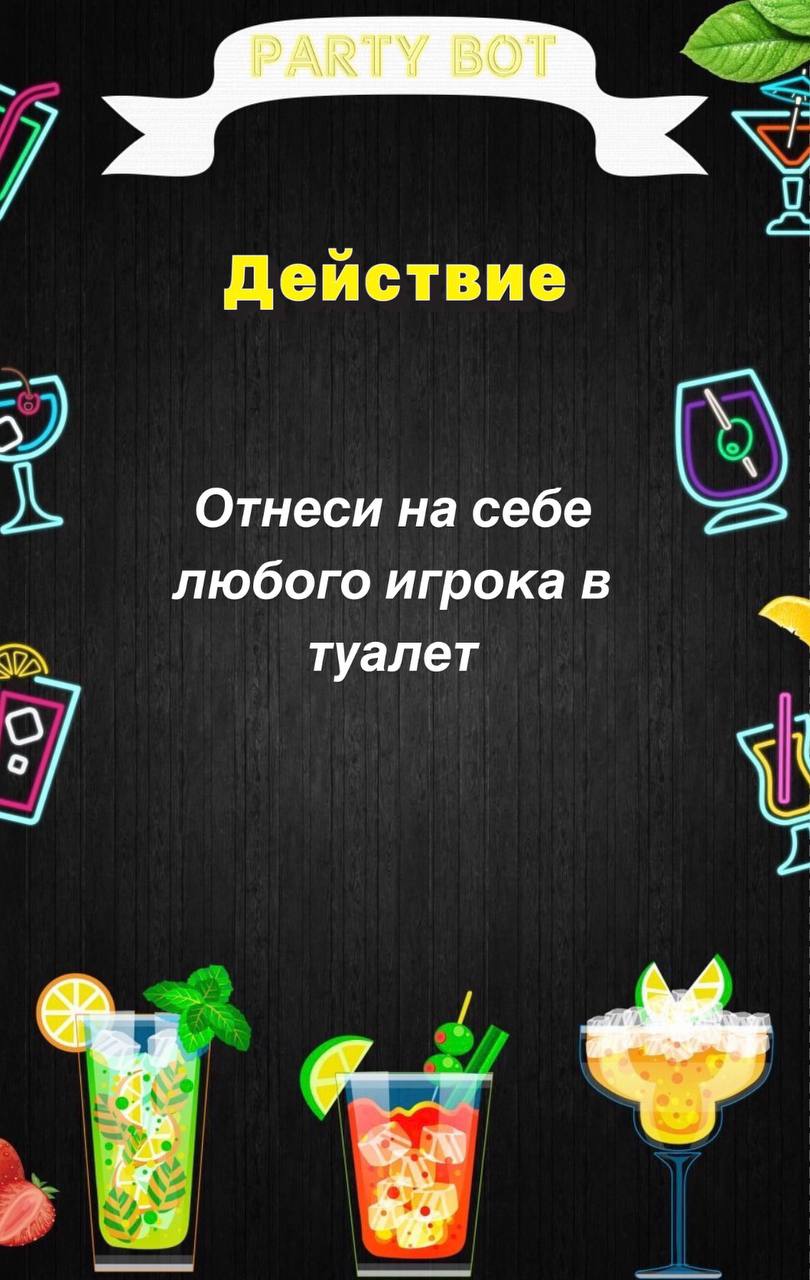 PARTY BOT
Действие
Отнеси на себе
любого игрока в
туалет